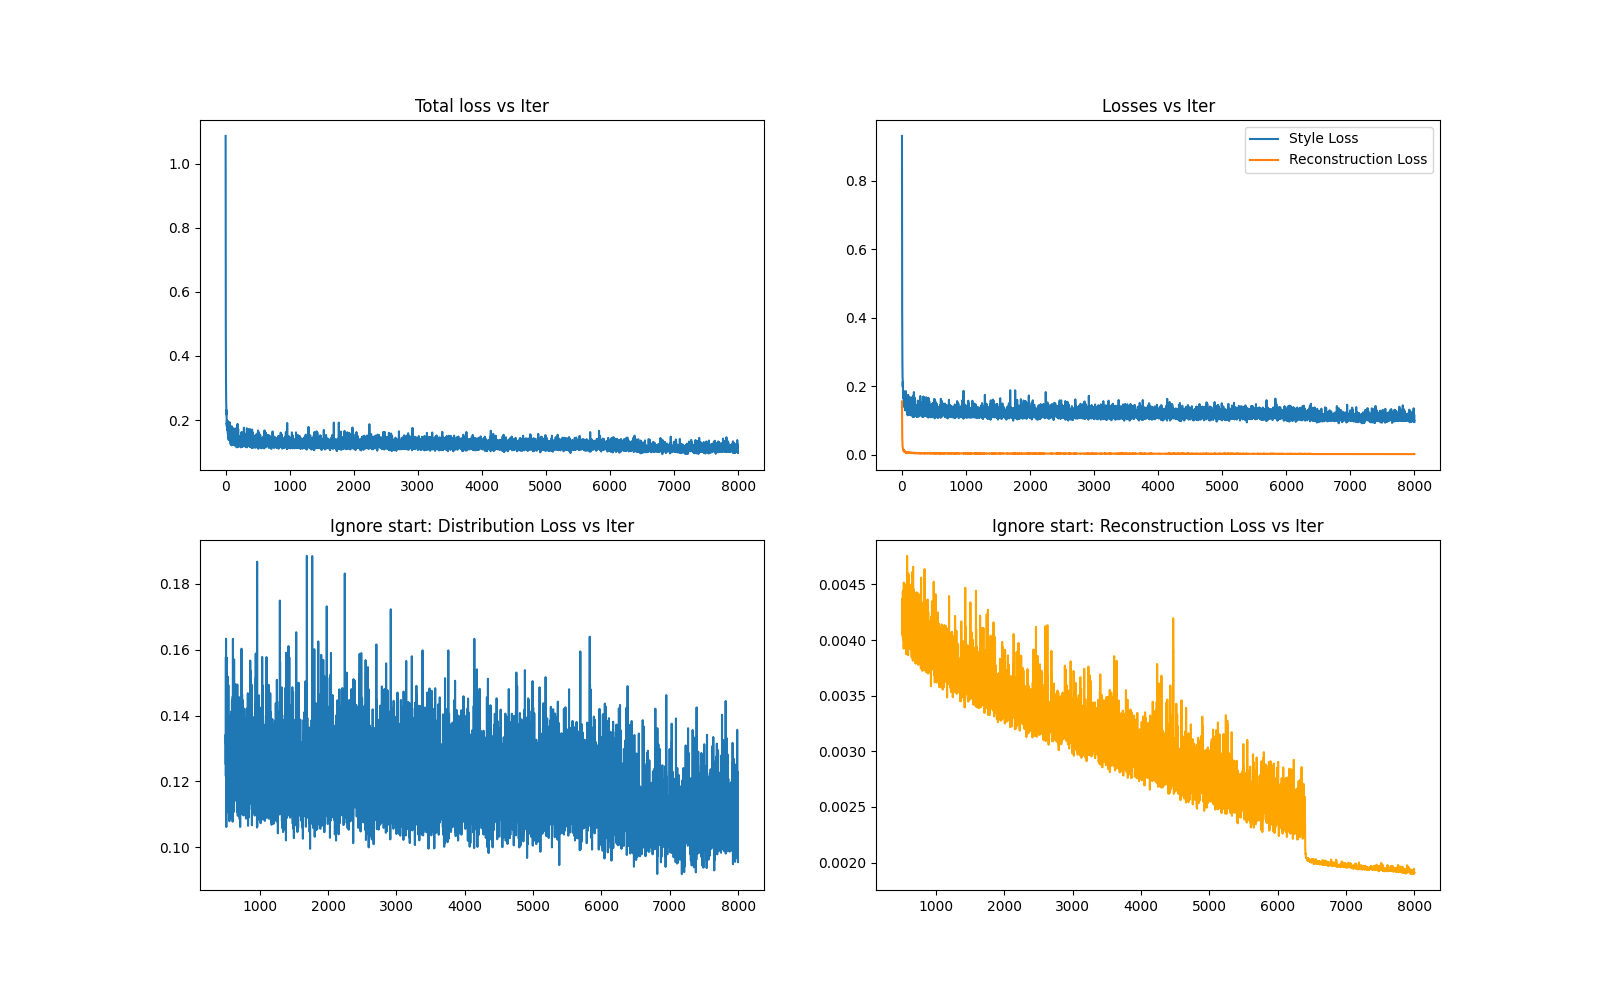 Total loss vs Iter
1.0
0.8
0.6
0.4
0.2
0 1000 2000 3000 4000 5000 6000 7000 8000
Losses vs Iter
Style Loss
Reconstruction Loss
0.8
0.6
0.4
0.2
0.0
0 1000 2000 3000 4000 5000 6000 7000 8000
Ignore start: Distribution Loss vs Iter
0.18
0.16
0.14
0.12
0.10
1000 2000 3000 4000 5000 6000 7000 8000
Ignore start: Reconstruction Loss vs Iter
0.0045
0.0040
0.0035
0.0030
0.0025
0.0020
1000 2000 3000 4000 5000 6000 7000 8000